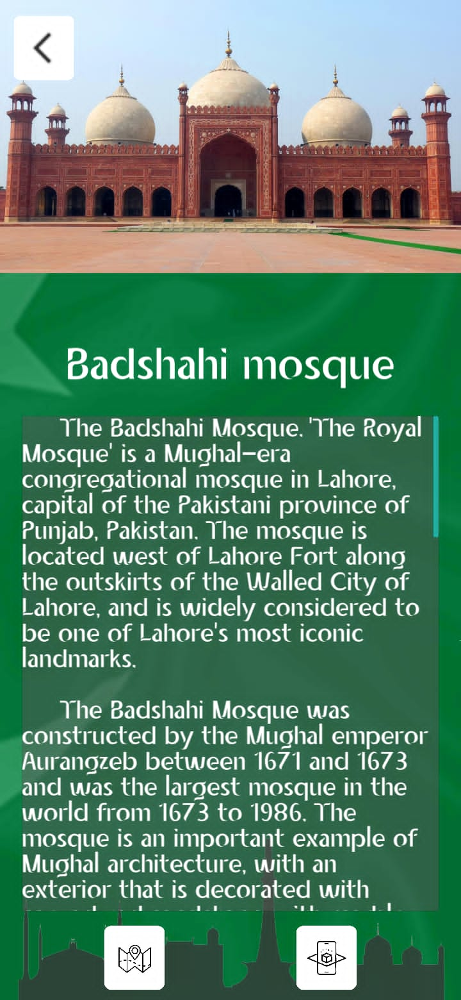 Badshahi mosque
The Badshahi Mosque, 'The Royal
Mosque' is a Mughal-era
congregational mosque in Lahore,
capital of the Pakistani province of
Punjab, Pakistan. The mosque is
located west of Lahore Fort along
the outskirts of the Walled City of
Lahore, and is widely considered to
be one of Lahore's most iconic
landmarks.
The Badshahi Mosque was
constructed by the Mughal emperor
Aurangzeb between 1671 and 1673
and was the largest mosque in the
world from 1673 to 1986. The
mosque is an important example of
Mughal architecture, with an
exterior that is decorated with